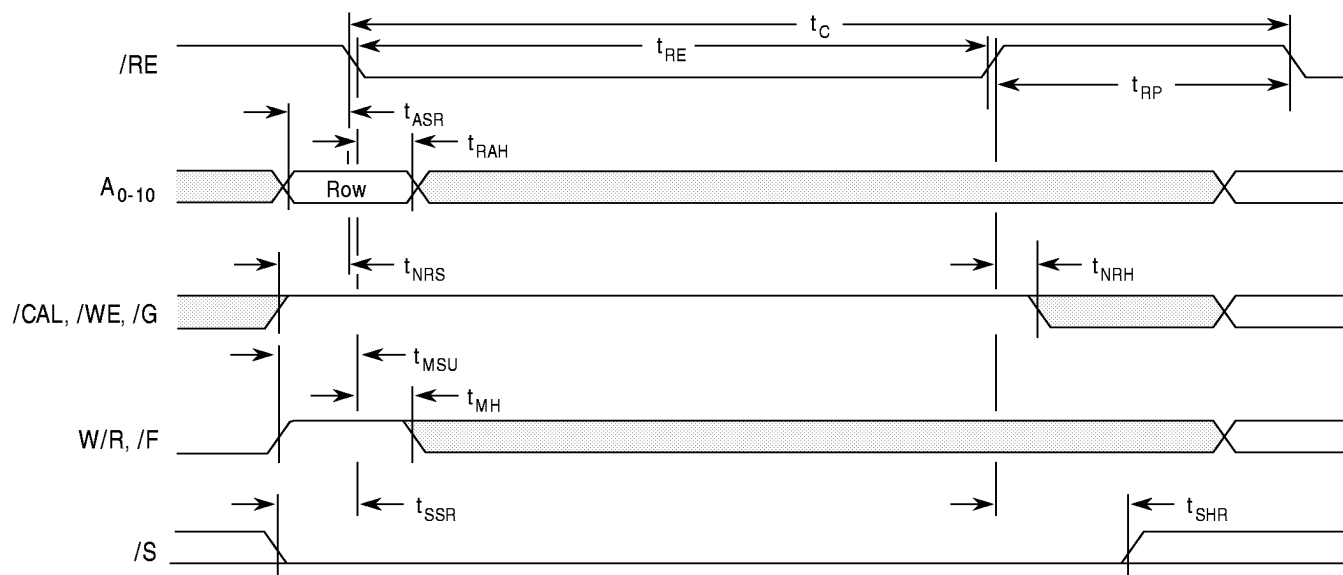 t_C
/RE
t_RE
t_RP
t_ASR
t_RAH
A_0-10
Row
t_NRS
t_NRH
/CAL, /WE, /G
t_MSU
t_MH
W/R, /F
t_SSR
t_SHR
/S